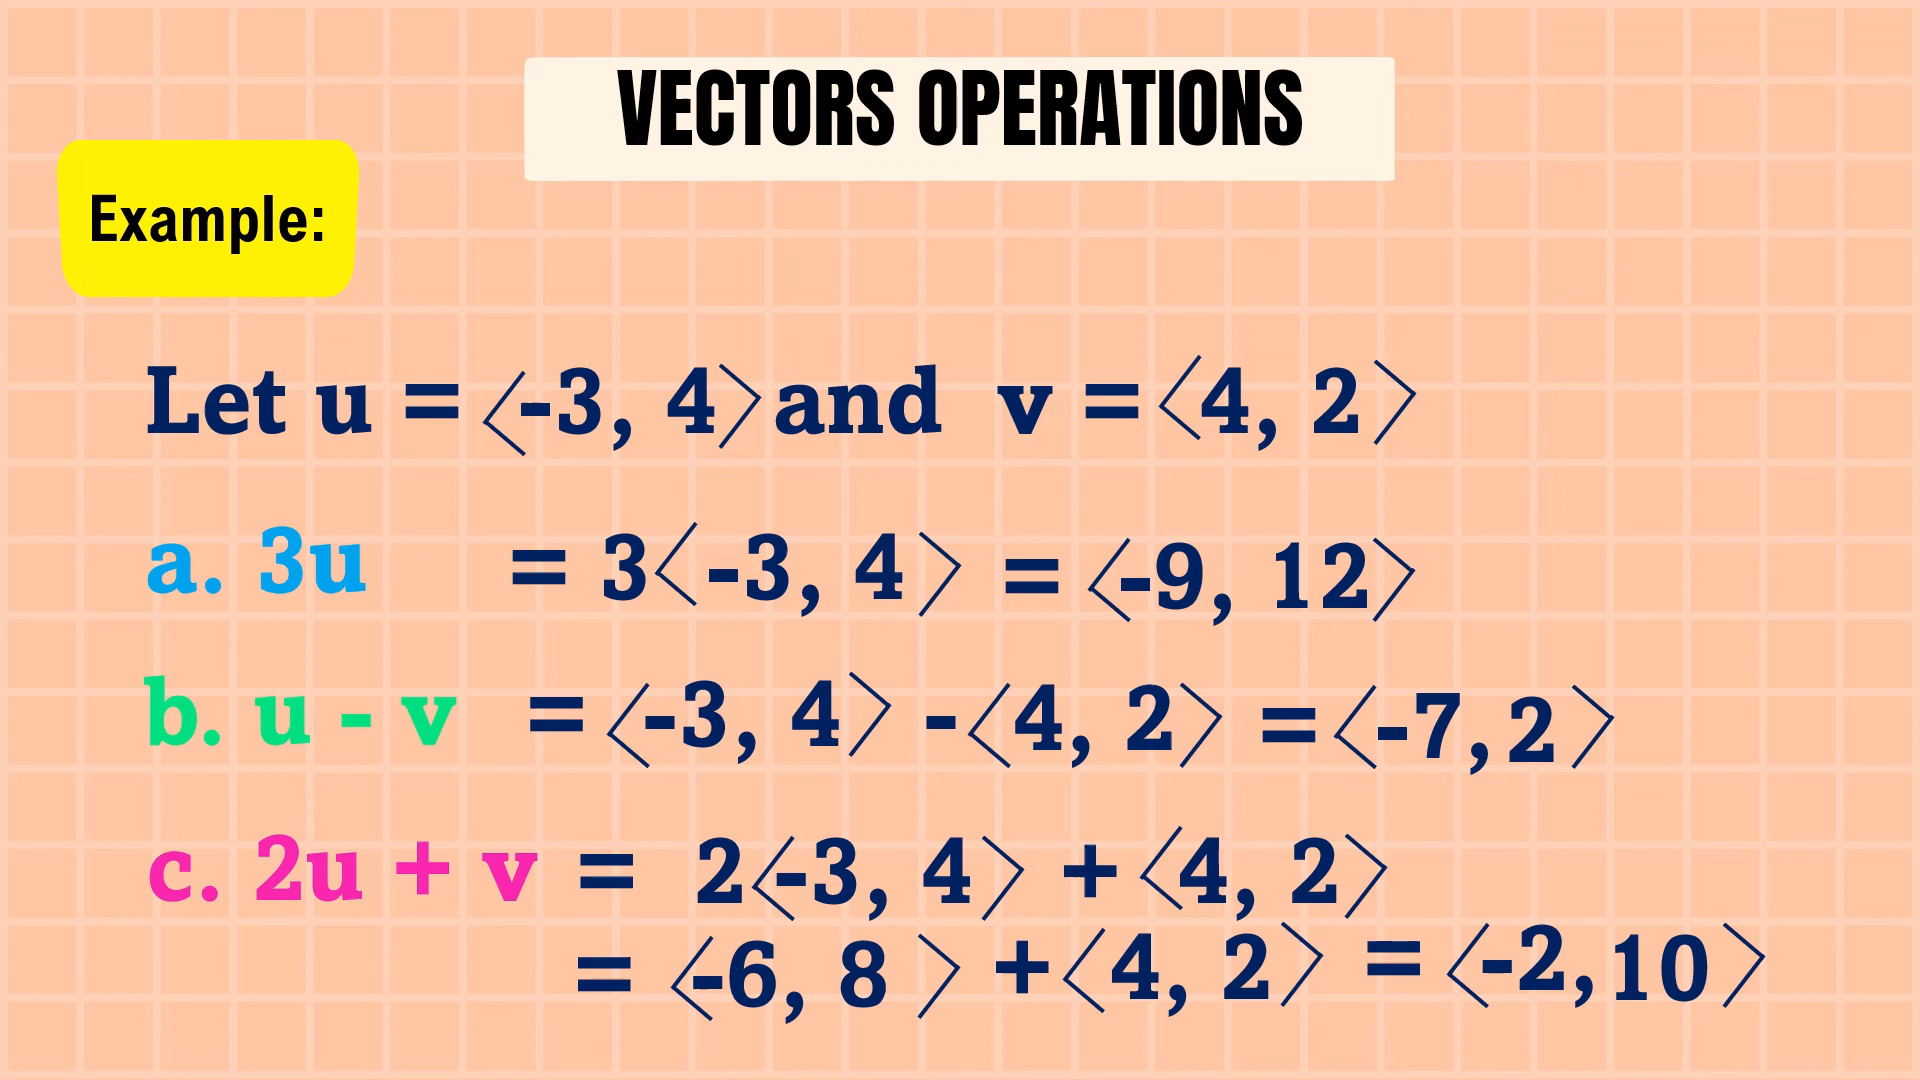 VECTORS OPERATIONS
Example:
Let u = 〈-3, 4〉 and v = 〈4, 2〉
a. 3u = 3〈-3, 4〉 = 〈-9, 12〉
b. u - v = 〈-3, 4〉 - 〈4, 2〉 = 〈-7, 2〉
c. 2u + v = 2〈-3, 4〉 + 〈4, 2〉
= 〈-6, 8〉 + 〈4, 2〉 = 〈-2, 10〉